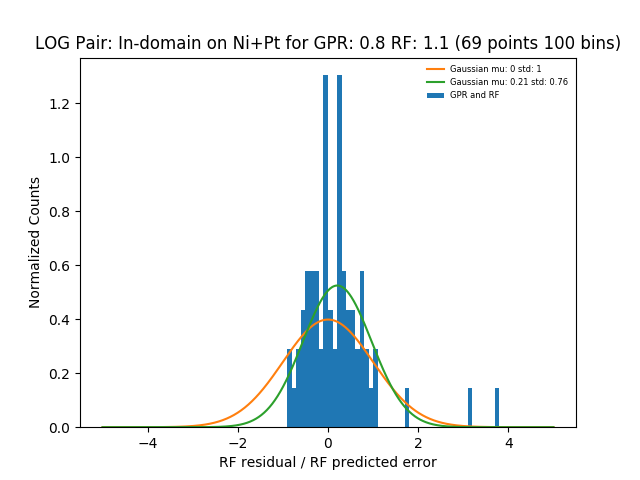 LOG Pair: In-domain on Ni+Pt for GPR: 0.8 RF: 1.1 (69 points 100 bins)
Gaussian mu: 0 std: 1
Gaussian mu: 0.21 std: 0.76
GPR and RF
Normalized Counts
1.2
1.0
0.8
0.6
0.4
0.2
0.0
−4
−2
0
2
4
RF residual / RF predicted error